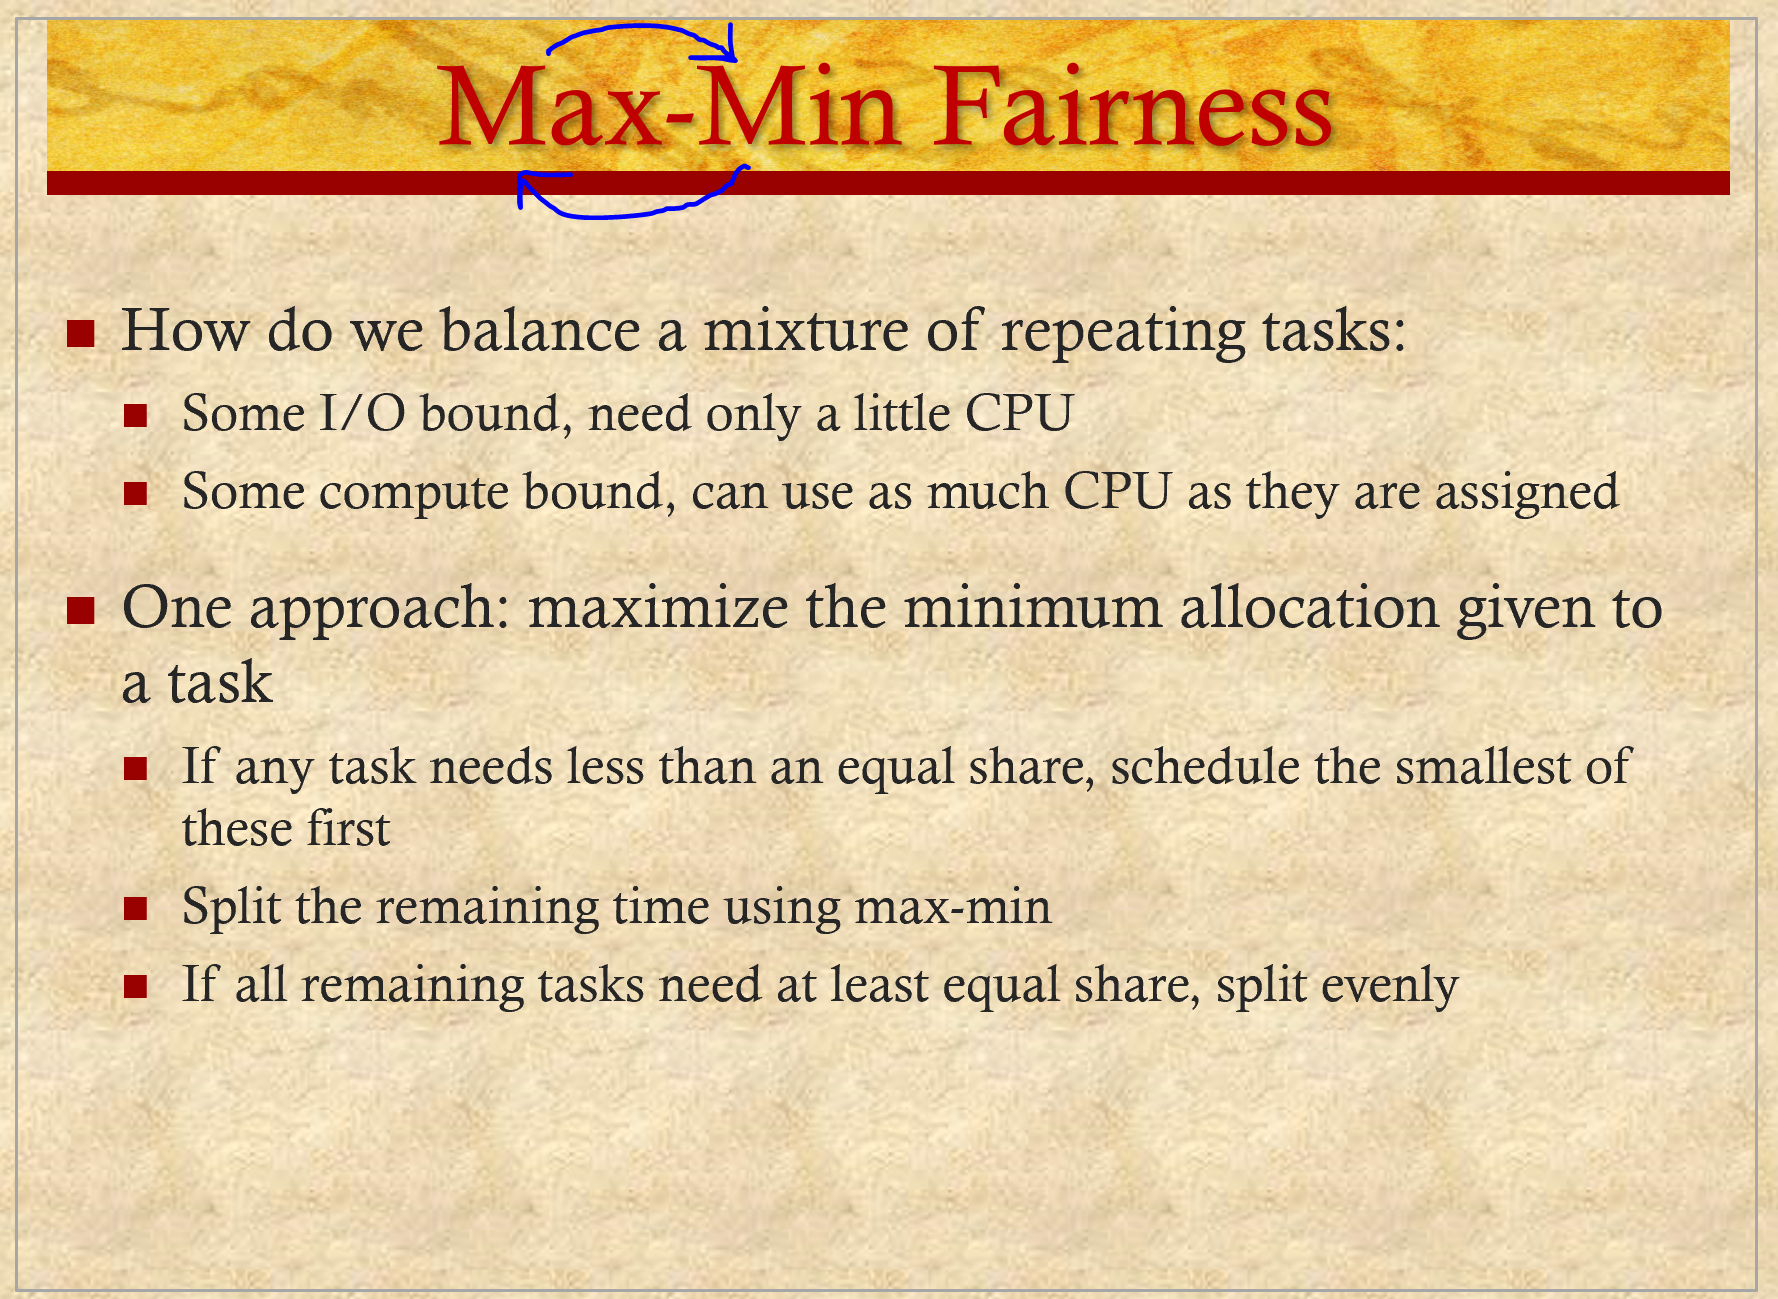 Max-Min Fairness
How do we balance a mixture of repeating tasks:
Some I/O bound, need only a little CPU
Some compute bound, can use as much CPU as they are assigned
One approach: maximize the minimum allocation given to
a task
If any task needs less than an equal share, schedule the smallest of
these first
Split the remaining time using max-min
If all remaining tasks need at least equal share, split evenly